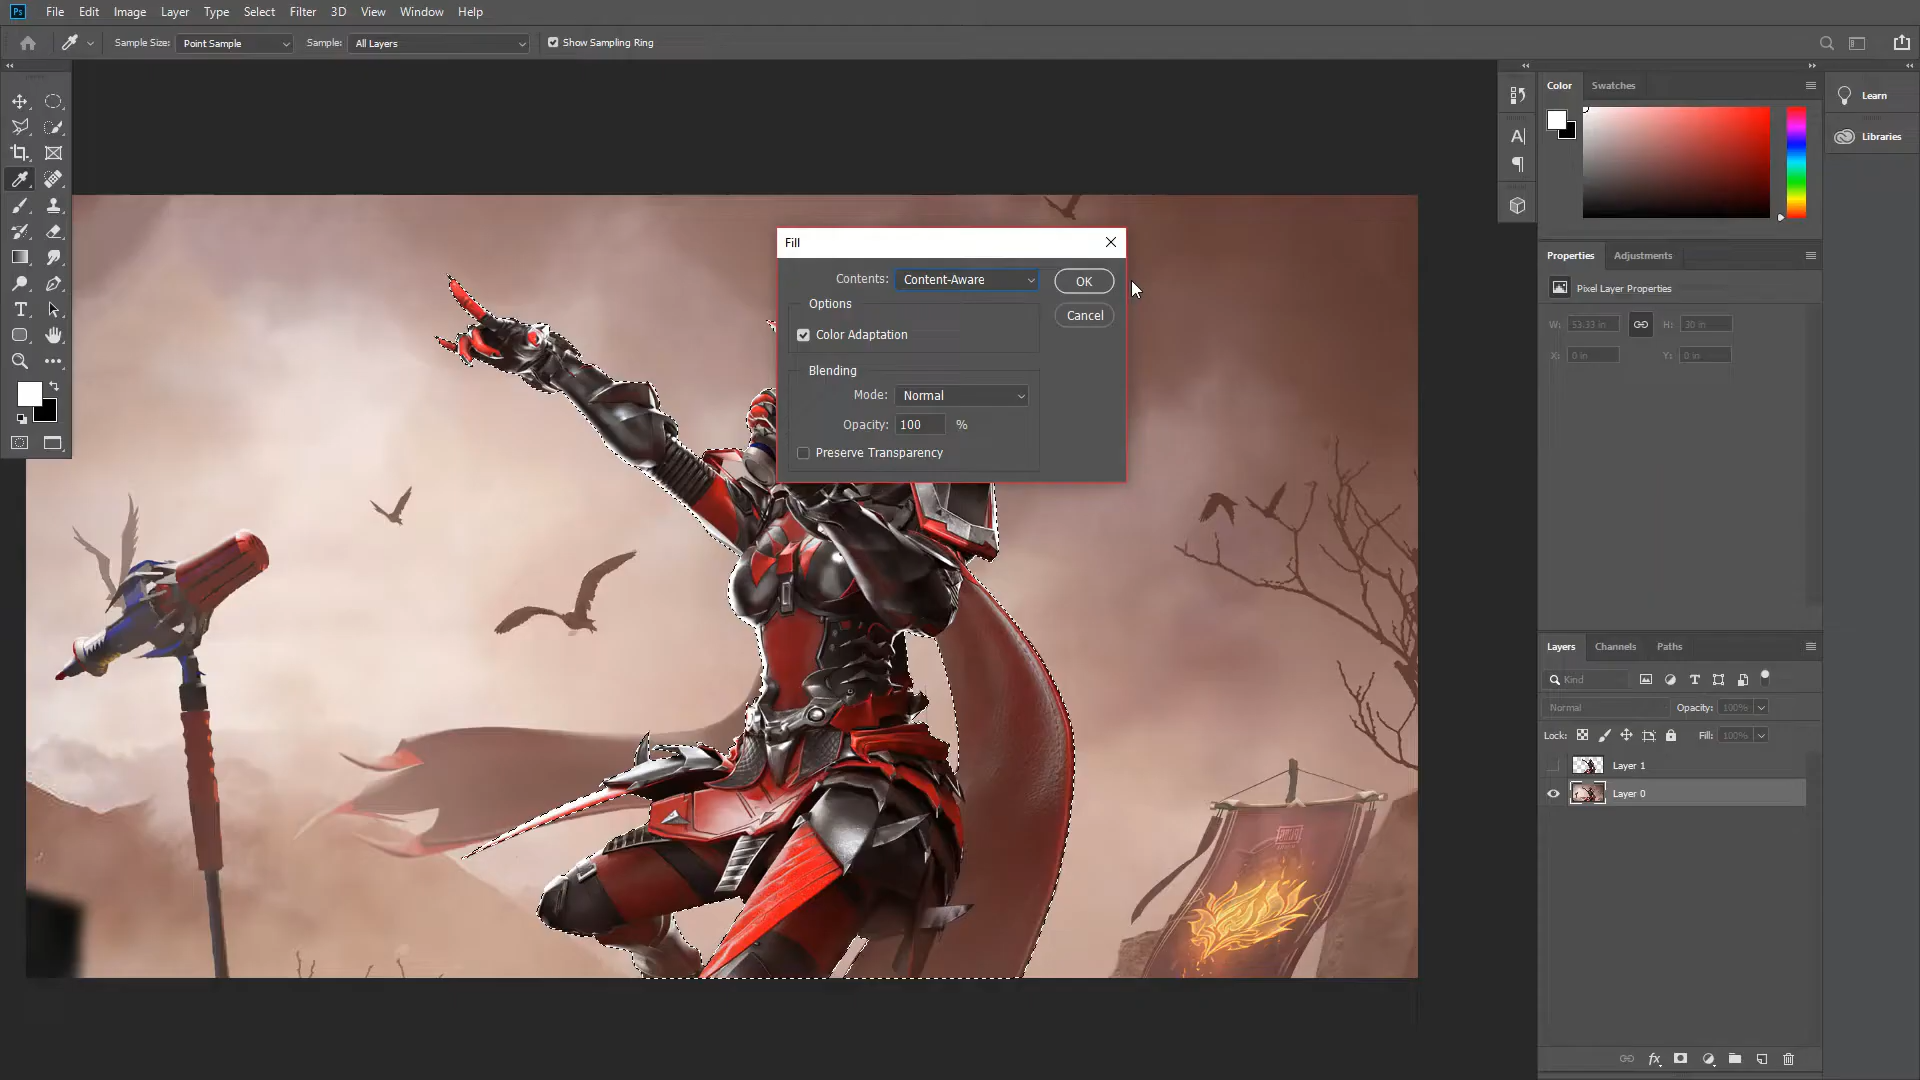 Ps File Edit Image Layer Type Select Filter 3D View Window Help
Sample Size: Point Sample Sample: All Layers Show Sampling Ring
Color Swatches
Learn
Libraries
Fill
Contents: Content-Aware OK
Options
Cancel
Color Adaptation
Blending
Mode: Normal
Opacity: 100 %
Preserve Transparency
Properties Adjustments
Pixel Layer Properties
W: 53.33 in H: 30 in
X: 0 in Y: 0 in
Layers Channels Paths
Kind
Normal Opacity: 100%
Lock: Fill: 100%
Layer 1
Layer 0